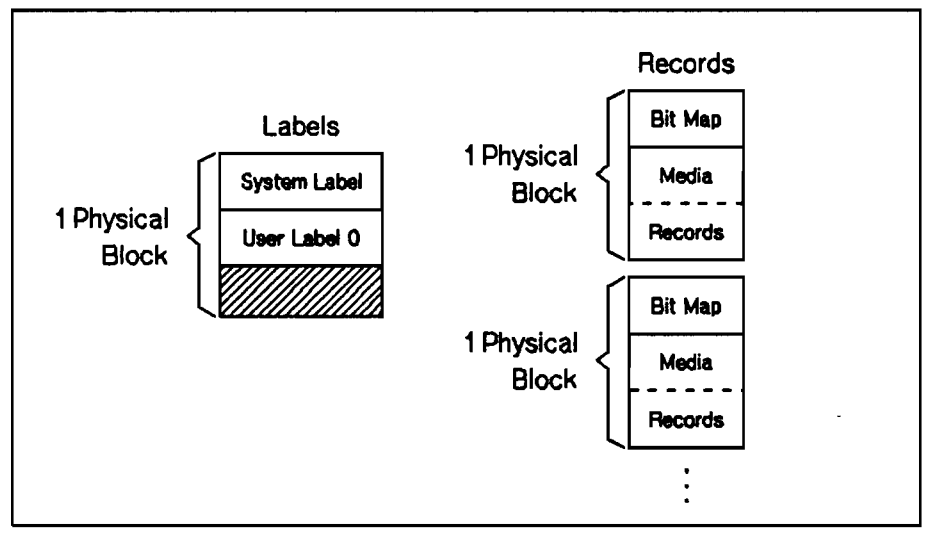 Labels
1 Physical
Block
System Label
User Label 0
Records
1 Physical
Block
Bit Map
Media
Records
1 Physical
Block
Bit Map
Media
Records